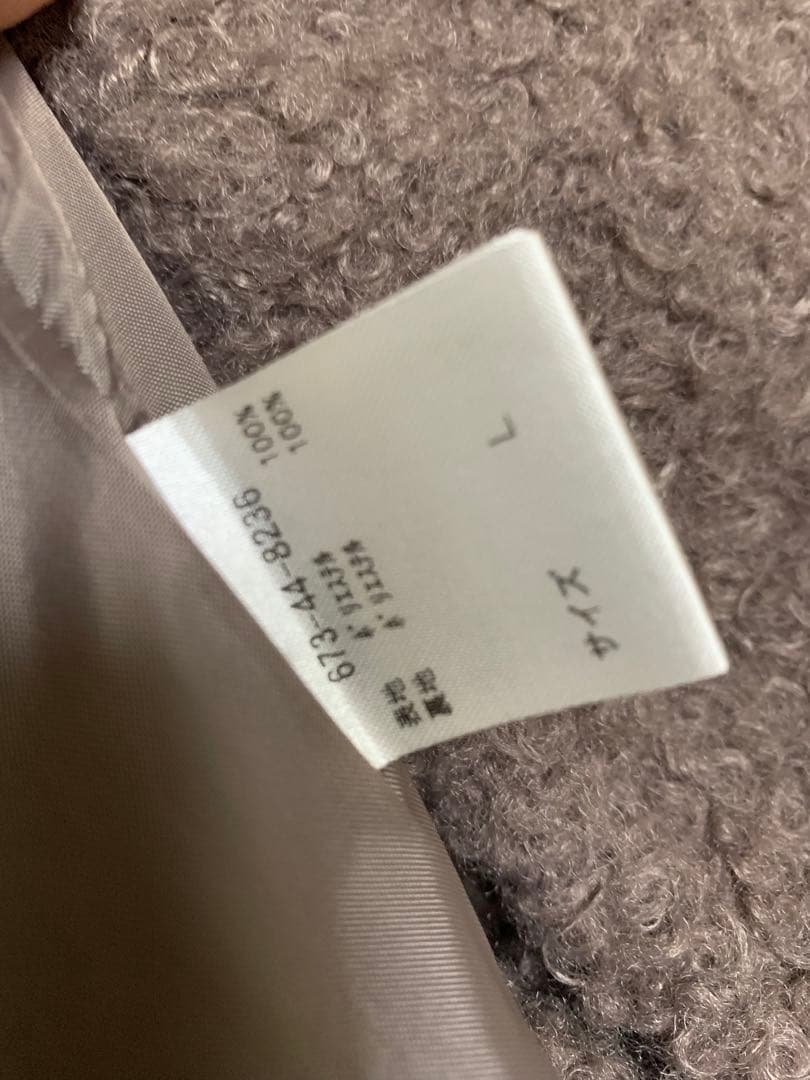 673-44-8236
表地 ポリエステル 100%
裏地 ポリエステル 100%
サイズ L